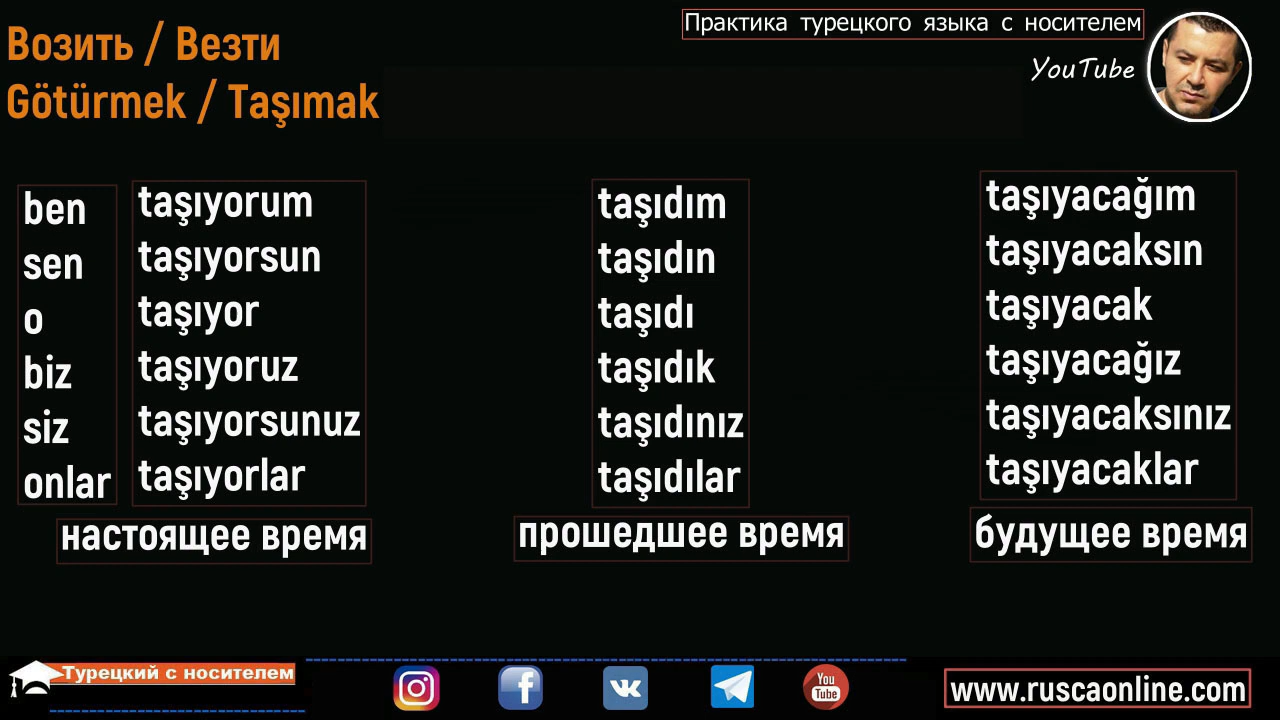 Возить / Везти
Götürmek / Taşımak
Практика турецкого языка с носителем
YouTube
ben
sen
o
biz
siz
onlar
taşıyorum
taşıyorsun
taşıyor
taşıyoruz
taşıyorsunuz
taşıyorlar
настоящее время
taşıdım
taşıdın
taşıdı
taşıdık
taşıdınız
taşıdılar
прошедшее время
taşıyacağım
taşıyacaksın
taşıyacak
taşıyacağız
taşıyacaksınız
taşıyacaklar
будущее время
Турецкий с носителем
You
Tube
www.ruscaonline.com